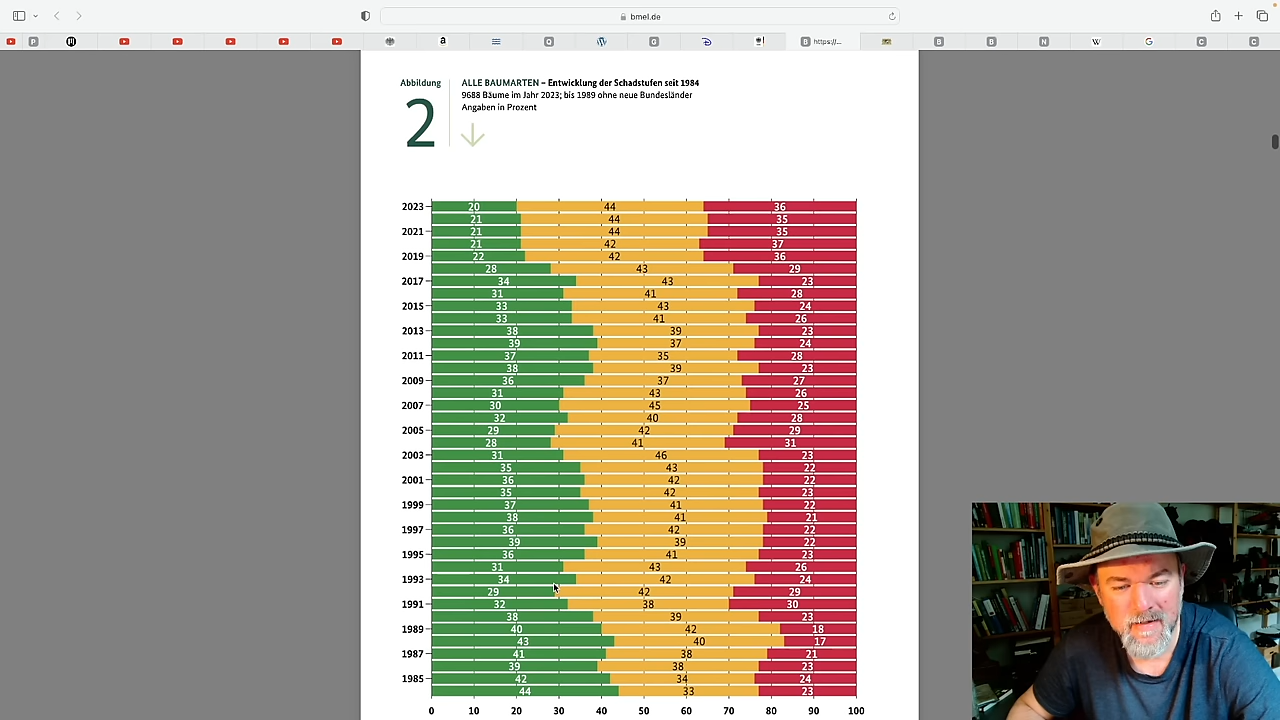 bmel.de
https://...
Abbildung
2
ALLE BAUMARTEN – Entwicklung der Schadstufen seit 1984
9688 Bäume im Jahr 2023; bis 1989 ohne neue Bundesländer
Angaben in Prozent
2023 20 44 36
21 44 35
2021 21 44 35
21 42 37
2019 22 42 36
28 43 29
2017 34 43 23
31 41 28
2015 33 43 24
33 41 26
2013 38 39 23
39 37 24
2011 37 35 28
38 39 23
2009 36 37 27
31 43 26
2007 30 45 25
32 40 28
2005 29 42 29
28 41 31
2003 31 46 23
35 43 22
2001 36 42 22
35 42 23
1999 37 41 22
38 41 21
1997 36 42 22
39 39 22
1995 36 41 23
31 43 26
1993 34 42 24
29 42 29
1991 32 38 30
38 39 23
1989 40 42 18
43 40 17
1987 41 38 21
39 38 23
1985 42 34 24
44 33 23
0 10 20 30 40 50 60 70 80 90 100